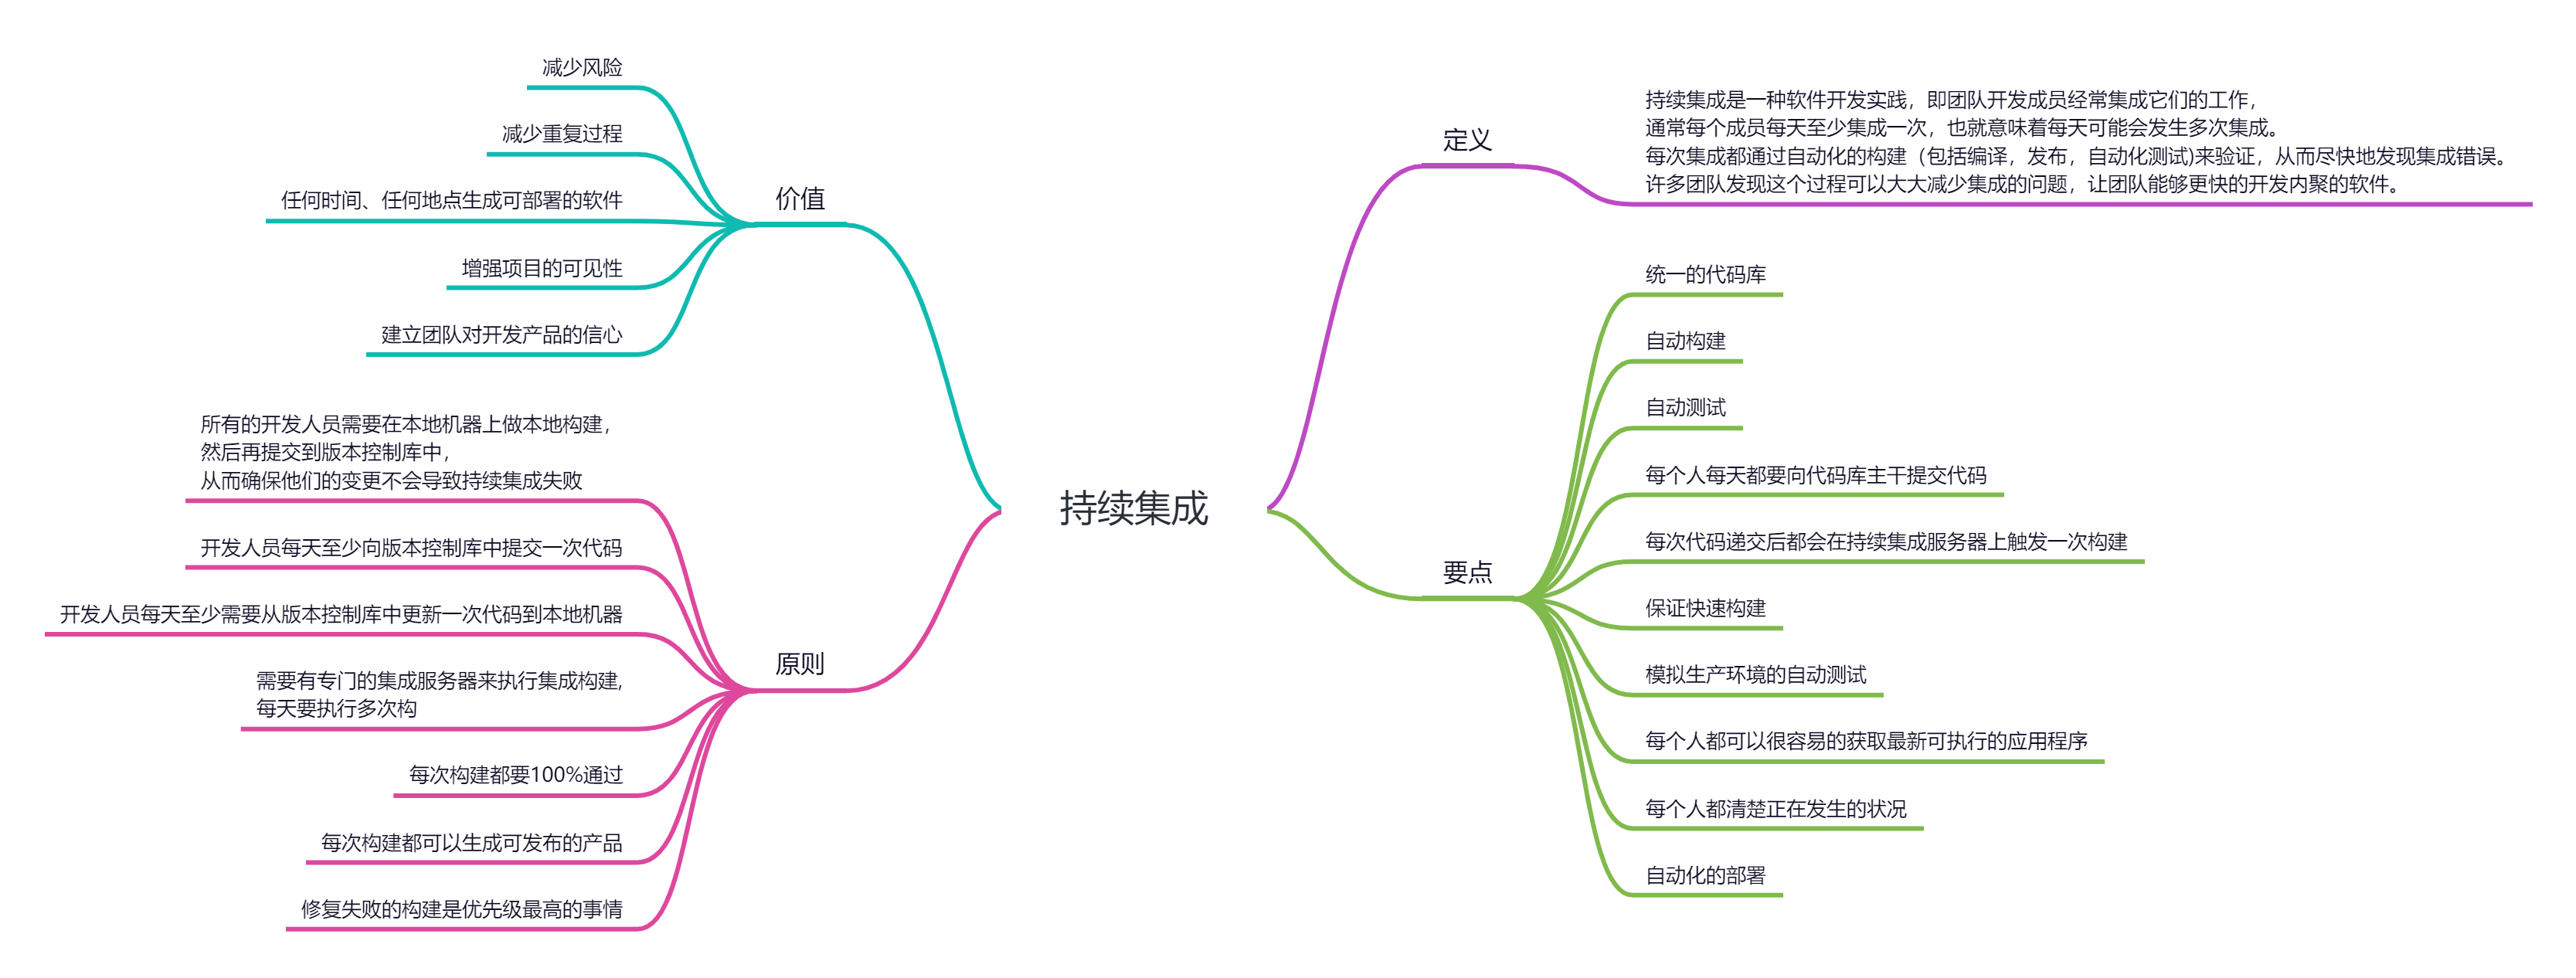 持续集成
定义
持续集成是一种软件开发实践，即团队开发成员经常集成它们的工作，
通常每个成员每天至少集成一次，也就意味着每天可能会发生多次集成。
每次集成都通过自动化的构建（包括编译，发布，自动化测试)来验证，从而尽快地发现集成错误。
许多团队发现这个过程可以大大减少集成的问题，让团队能够更快的开发内聚的软件。
要点
统一的代码库
自动构建
自动测试
每个人每天都要向代码库主干提交代码
每次代码递交后都会在持续集成服务器上触发一次构建
保证快速构建
模拟生产环境的自动测试
每个人都可以很容易的获取最新可执行的应用程序
每个人都清楚正在发生的状况
自动化的部署
价值
减少风险
减少重复过程
任何时间、任何地点生成可部署的软件
增强项目的可见性
建立团队对开发产品的信心
原则
所有的开发人员需要在本地机器上做本地构建，
然后再提交到版本控制库中，
从而确保他们的变更不会导致持续集成失败
开发人员每天至少向版本控制库中提交一次代码
开发人员每天至少需要从版本控制库中更新一次代码到本地机器
需要有专门的集成服务器来执行集成构建,
每天要执行多次构
每次构建都要100%通过
每次构建都可以生成可发布的产品
修复失败的构建是优先级最高的事情